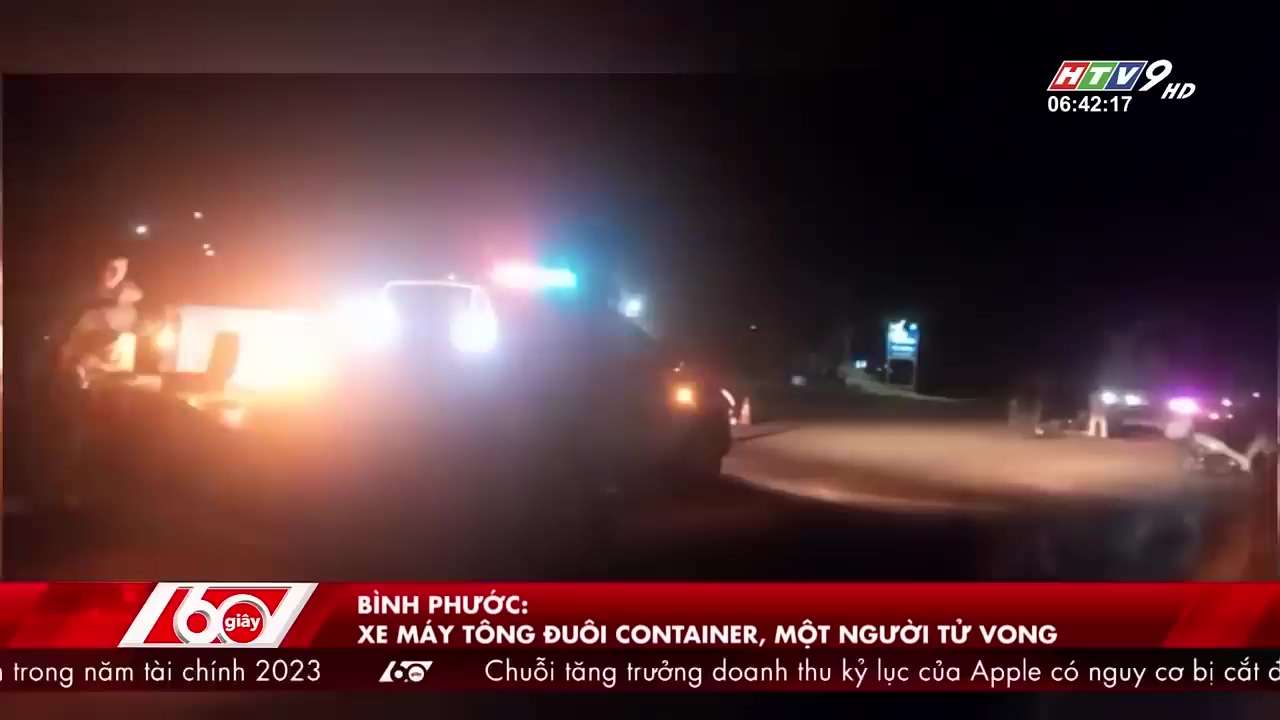 HTV9 HD
06:42:17
60 giây
BÌNH PHƯỚC:
XE MÁY TÔNG ĐUÔI CONTAINER, MỘT NGƯỜI TỬ VONG
trong năm tài chính 2023
60 giây
Chuỗi tăng trưởng doanh thu kỷ lục của Apple có nguy cơ bị cắt